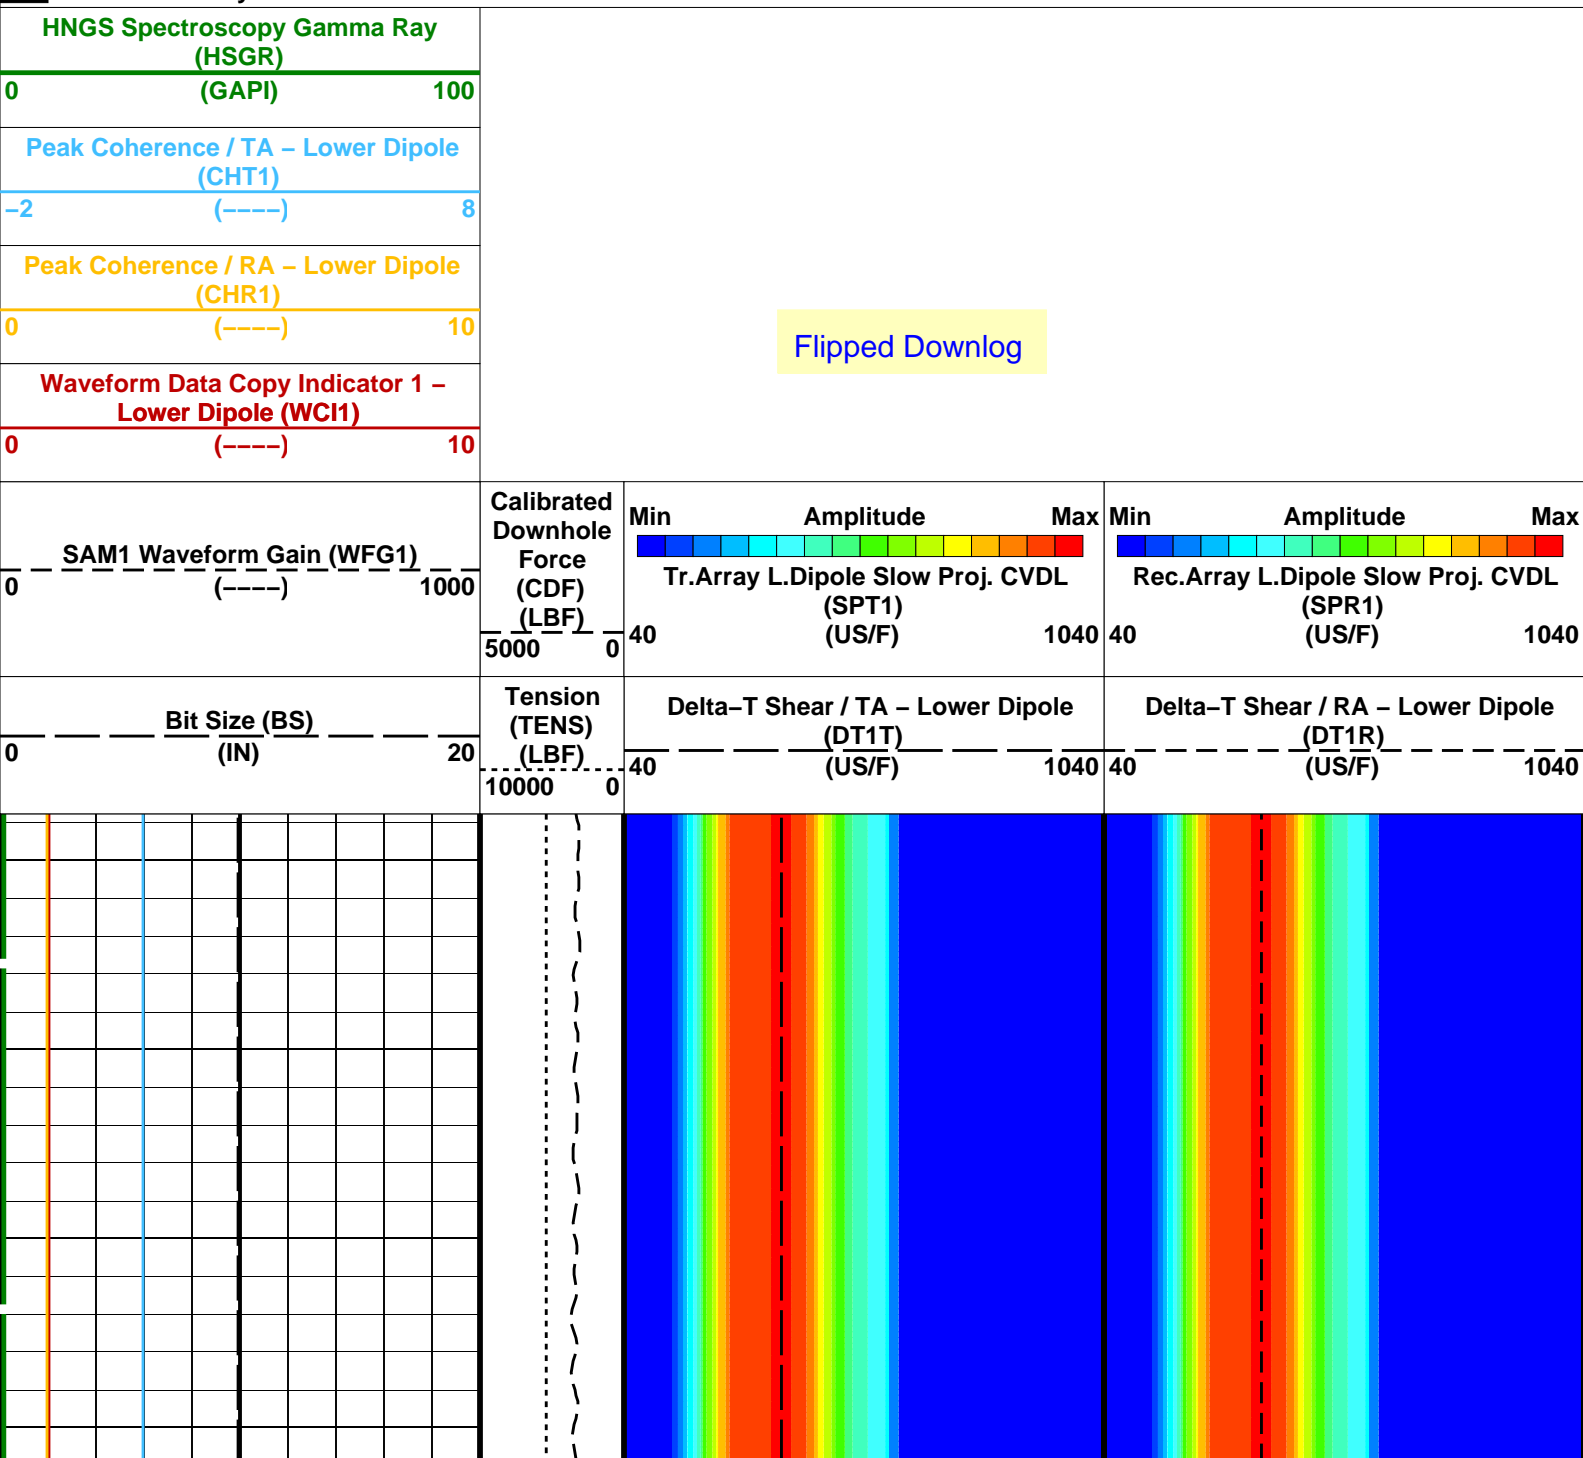 HNGS Spectroscopy Gamma Ray
(HSGR)
0 (GAPI) 100
Peak Coherence / TA – Lower Dipole
(CHT1)
–2 (––––) 8
Peak Coherence / RA – Lower Dipole
(CHR1)
0 (––––) 10
Waveform Data Copy Indicator 1 –
Lower Dipole (WCI1)
0 (––––) 10
Flipped Downlog
SAM1 Waveform Gain (WFG1)
0 (––––) 1000
Calibrated
Downhole
Force
(CDF)
(LBF)
5000 0
Min Amplitude Max
Tr.Array L.Dipole Slow Proj. CVDL
(SPT1)
40 (US/F) 1040
Min Amplitude Max
Rec.Array L.Dipole Slow Proj. CVDL
(SPR1)
40 (US/F) 1040
Bit Size (BS)
0 (IN) 20
Tension
(TENS)
(LBF)
10000 0
Delta–T Shear / TA – Lower Dipole
(DT1T)
40 (US/F) 1040
Delta–T Shear / RA – Lower Dipole
(DT1R)
40 (US/F) 1040